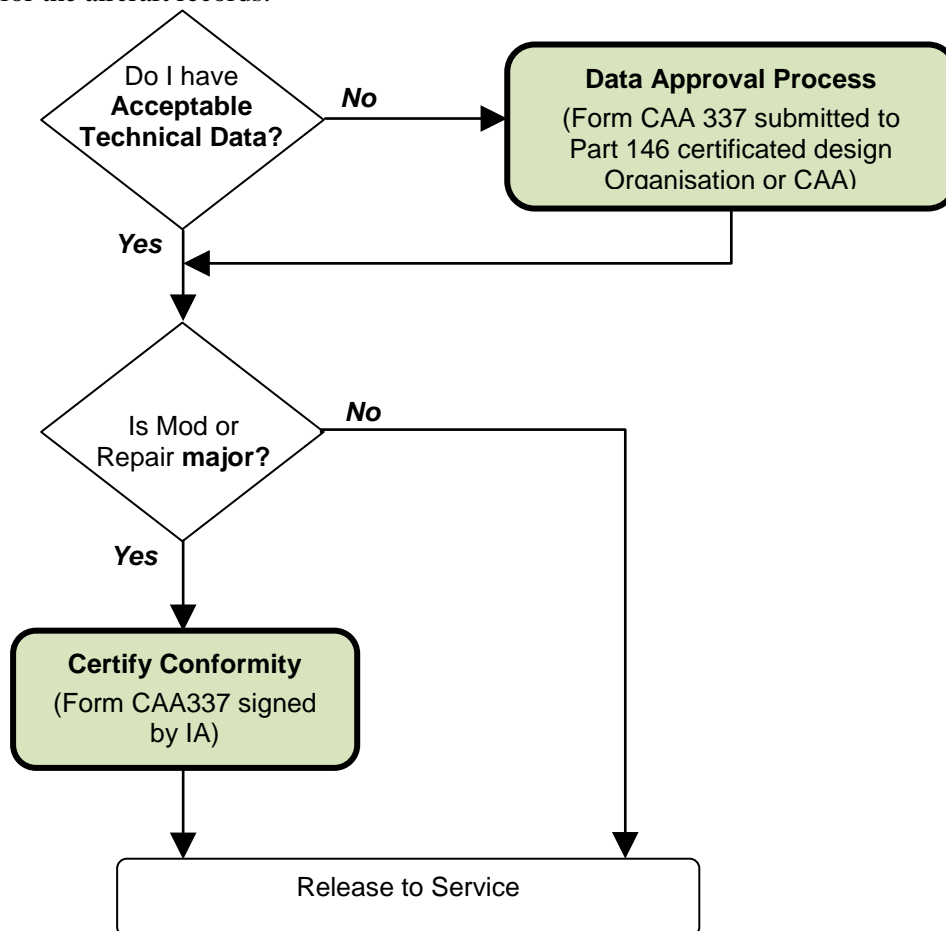 for the aircraft records.
Do I have
Acceptable
Technical Data?
No
Data Approval Process
(Form CAA 337 submitted to
Part 146 certificated design
Organisation or CAA)
Yes
Is Mod or
Repair major?
No
Yes
Certify Conformity
(Form CAA337 signed
by IA)
Release to Service